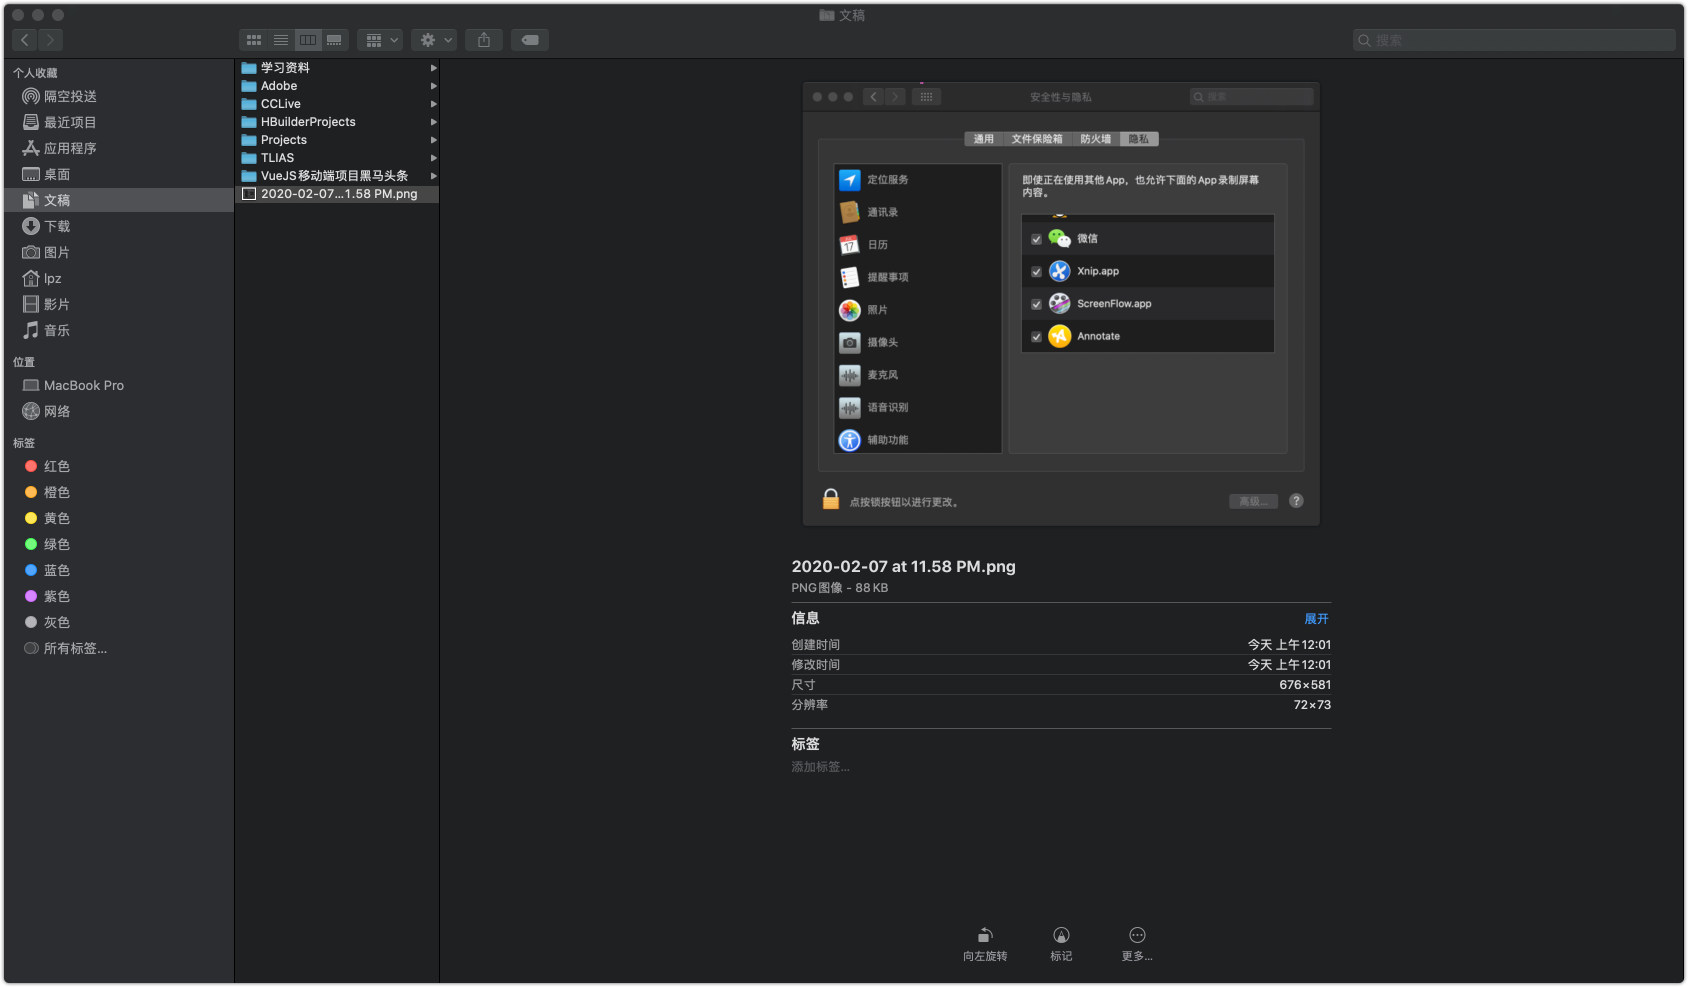 文稿
搜索
个人收藏
隔空投送
最近项目
应用程序
桌面
文稿
下载
图片
lpz
影片
音乐
位置
MacBook Pro
网络
标签
红色
橙色
黄色
绿色
蓝色
紫色
灰色
所有标签...
学习资料
Adobe
CCLive
HBuilderProjects
Projects
TLIAS
VueJS移动端项目黑马头条
2020-02-07...1.58 PM.png
安全性与隐私
搜索
通用 文件保险箱 防火墙 隐私
定位服务
通讯录
17
日历
提醒事项
照片
摄像头
麦克风
语音识别
辅助功能
即使正在使用其他 App，也允许下面的 App 录制屏幕
内容。
微信
Xnip.app
ScreenFlow.app
Annotate
点按锁按钮以进行更改。
高级...
?
2020-02-07 at 11.58 PM.png
PNG图像 - 88 KB
信息 展开
创建时间 今天 上午12:01
修改时间 今天 上午12:01
尺寸 676×581
分辨率 72×73
标签
添加标签...
向左旋转 标记 更多...